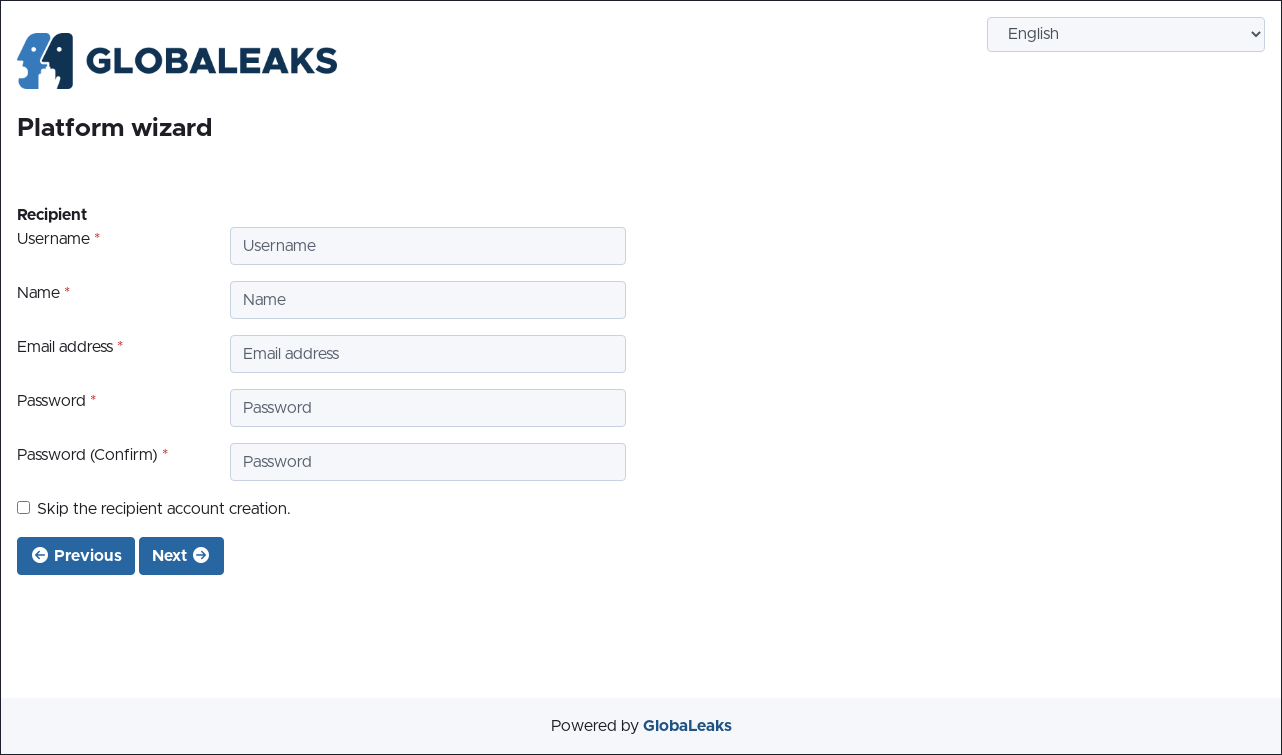 English
GLOBALEAKS
Platform wizard
Recipient
Username *
Username
Name *
Name
Email address *
Email address
Password *
Password
Password (Confirm) *
Password
Skip the recipient account creation.
Previous Next
Powered by GlobaLeaks